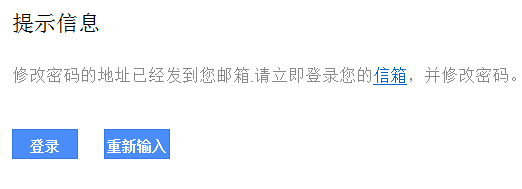 提示信息
修改密码的地址已经发到您邮箱.请立即登录您的信箱，并修改密码。
登录 重新输入